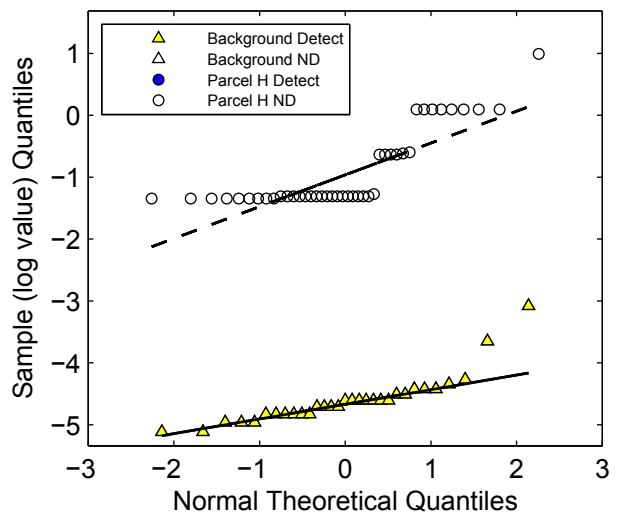 Background Detect
Background ND
Parcel H Detect
Parcel H ND
Sample (log value) Quantiles
1
0
−1
−2
−3
−4
−5
−3 −2 −1 0 1 2 3
Normal Theoretical Quantiles